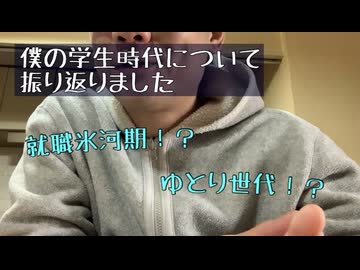 僕の学生時代について
振り返りました
就職氷河期！？
ゆとり世代！？